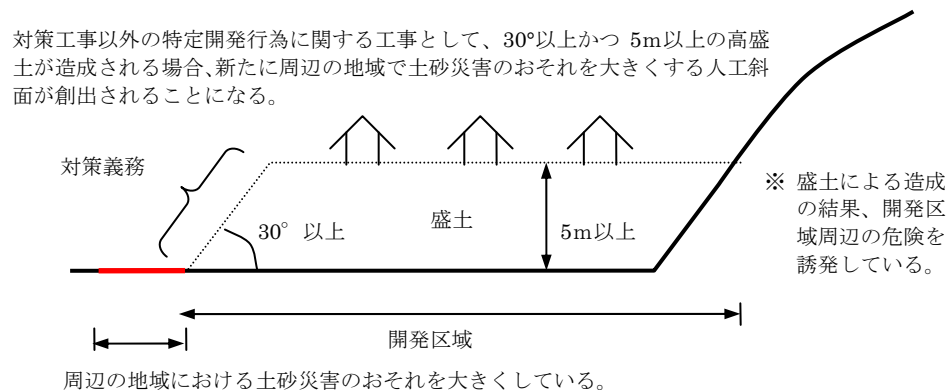 対策工事以外の特定開発行為に関する工事として、30°以上かつ 5m以上の高盛
土が造成される場合、新たに周辺の地域で土砂災害のおそれを大きくする人工斜
面が創出されることになる。
対策義務
※ 盛土による造成
の結果、開発区
域周辺の危険を
誘発している。
30° 以上
盛土
5m以上
開発区域
周辺の地域における土砂災害のおそれを大きくしている。